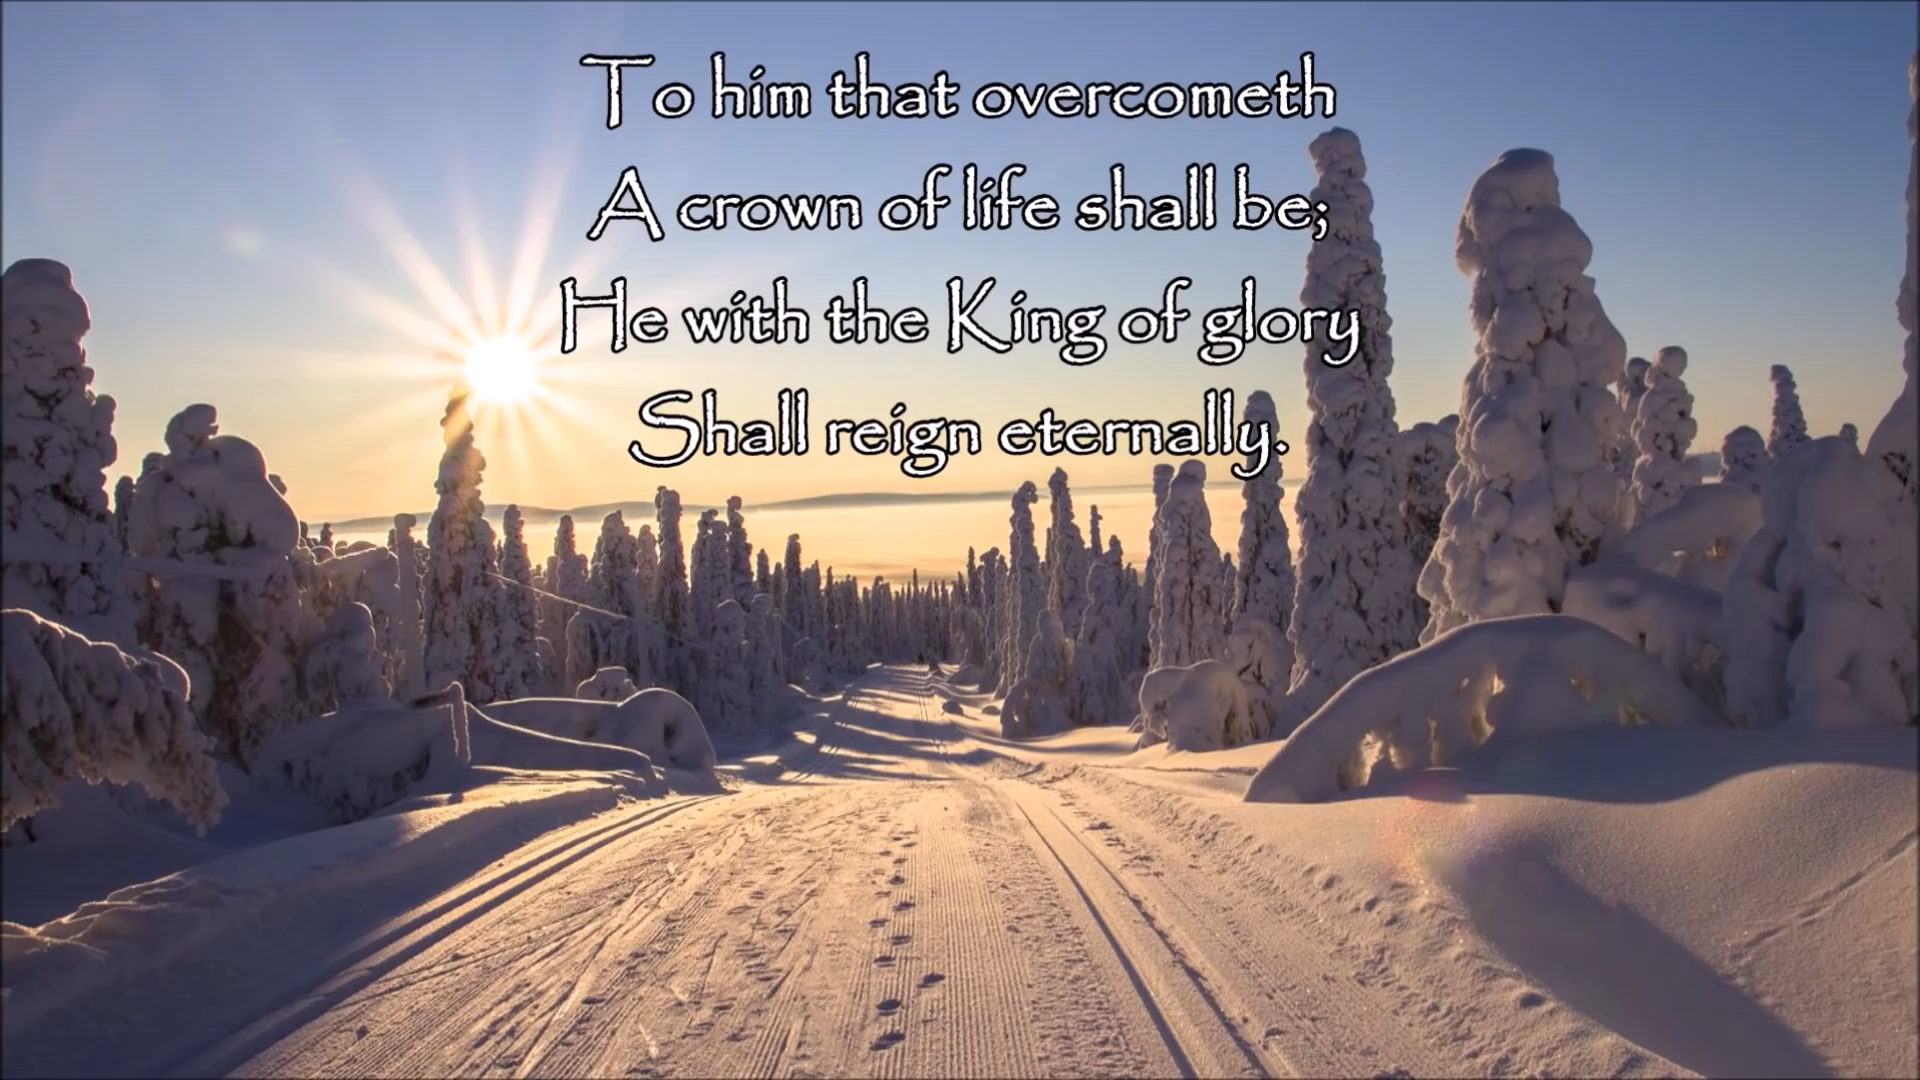 To him that overcometh
A crown of life shall be;
He with the King of glory
Shall reign eternally.